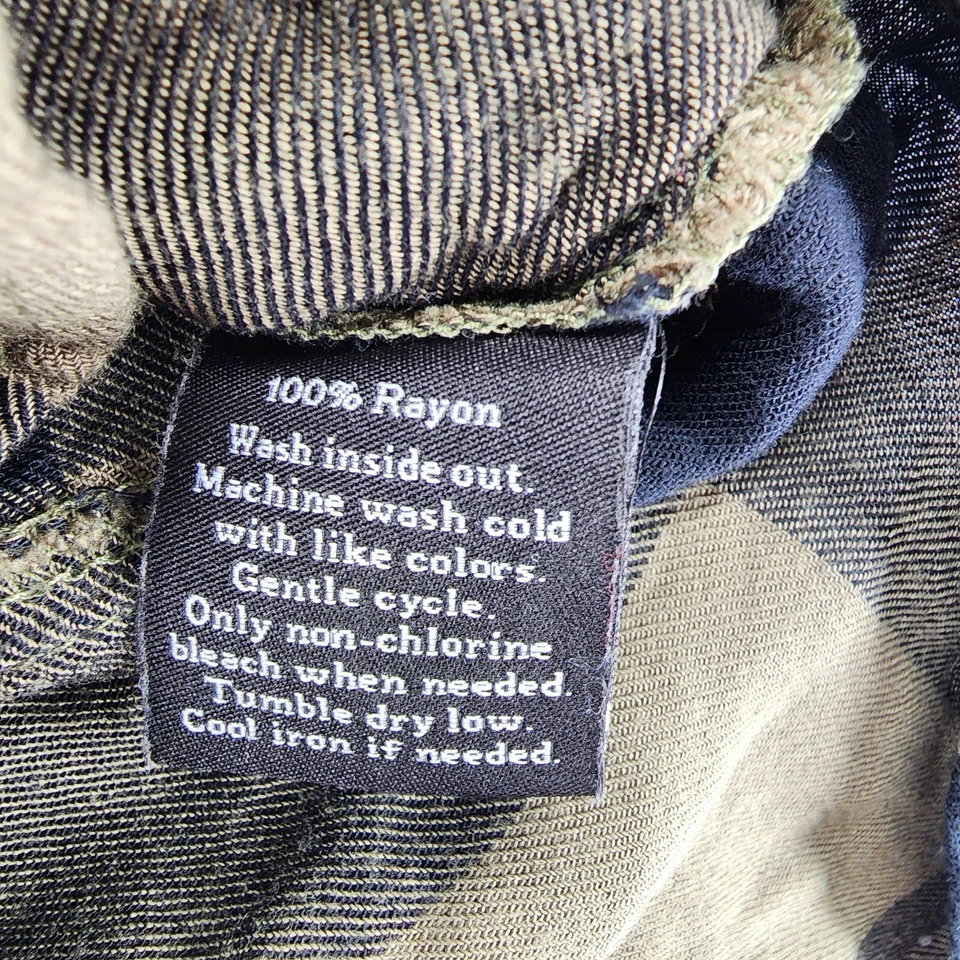 100% Rayon
Wash inside out.
Machine wash cold
with like colors.
Gentle cycle.
Only non-chlorine
bleach when needed.
Tumble dry low.
Cool iron if needed.